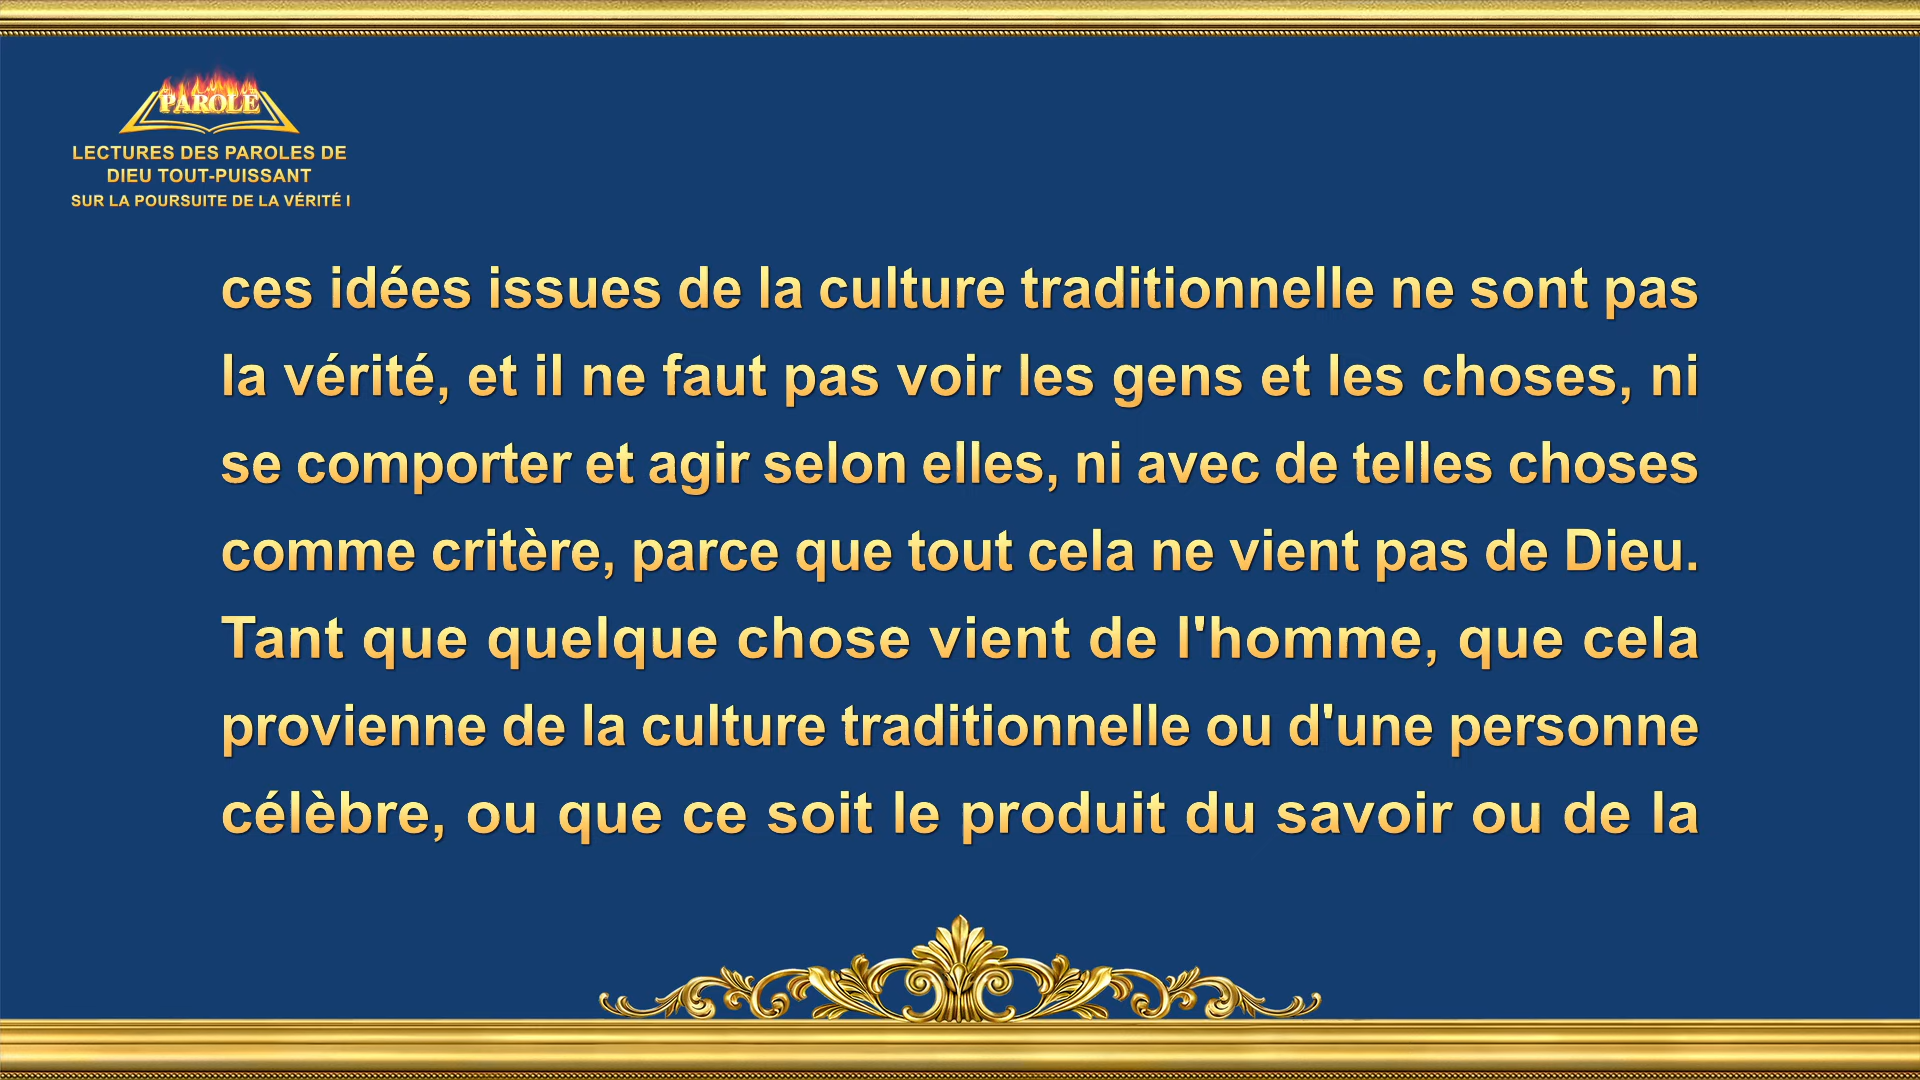 PAROLE
LECTURES DES PAROLES DE
DIEU TOUT-PUISSANT
SUR LA POURSUITE DE LA VÉRITÉ I
ces idées issues de la culture traditionnelle ne sont pas
la vérité, et il ne faut pas voir les gens et les choses, ni
se comporter et agir selon elles, ni avec de telles choses
comme critère, parce que tout cela ne vient pas de Dieu.
Tant que quelque chose vient de l'homme, que cela
provienne de la culture traditionnelle ou d'une personne
célèbre, ou que ce soit le produit du savoir ou de la